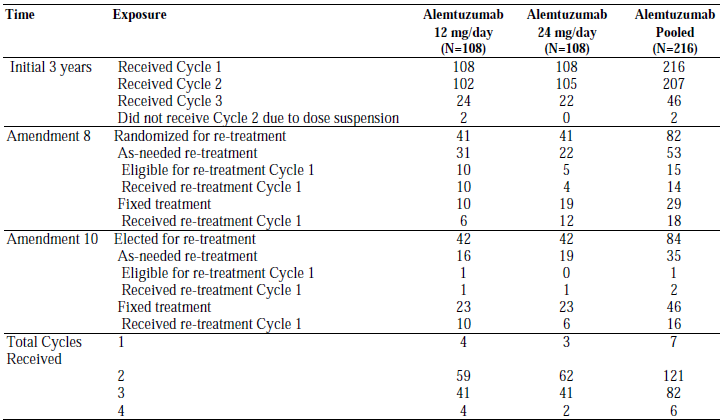 Time Exposure Alemtuzumab Alemtuzumab Alemtuzumab
12 mg/day 24 mg/day Pooled
(N=108) (N=108) (N=216)
Initial 3 years Received Cycle 1 108 108 216
Received Cycle 2 102 105 207
Received Cycle 3 24 22 46
Did not receive Cycle 2 due to dose suspension 2 0 2
Amendment 8 Randomized for re-treatment 41 41 82
As-needed re-treatment 31 22 53
Eligible for re-treatment Cycle 1 10 5 15
Received re-treatment Cycle 1 10 4 14
Fixed treatment 10 19 29
Received re-treatment Cycle 1 6 12 18
Amendment 10 Elected for re-treatment 42 42 84
As-needed re-treatment 16 19 35
Eligible for re-treatment Cycle 1 1 0 1
Received re-treatment Cycle 1 1 1 2
Fixed treatment 23 23 46
Received re-treatment Cycle 1 10 6 16
Total Cycles 1 4 3 7
Received
2 59 62 121
3 41 41 82
4 4 2 6